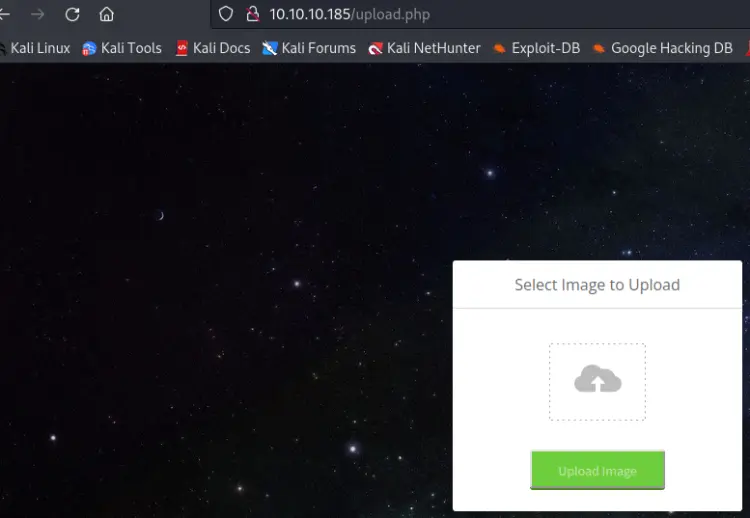 10.10.10.185/upload.php
Kali Linux Kali Tools Kali Docs Kali Forums Kali NetHunter Exploit-DB Google Hacking DB
Select Image to Upload
Upload Image